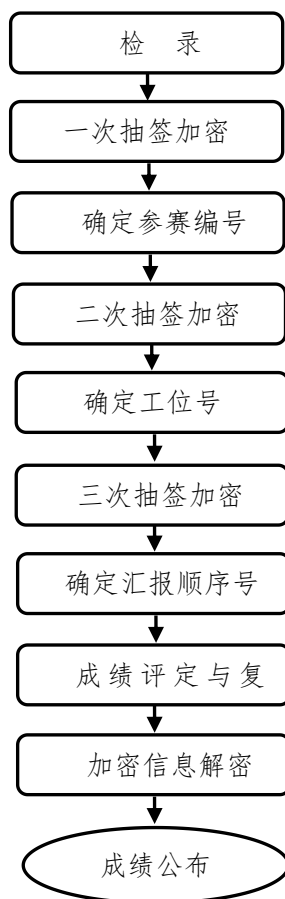 检 录
一次抽签加密
确定参赛编号
二次抽签加密
确定工位号
三次抽签加密
确定汇报顺序号
成绩评定与复
加密信息解密
成绩公布